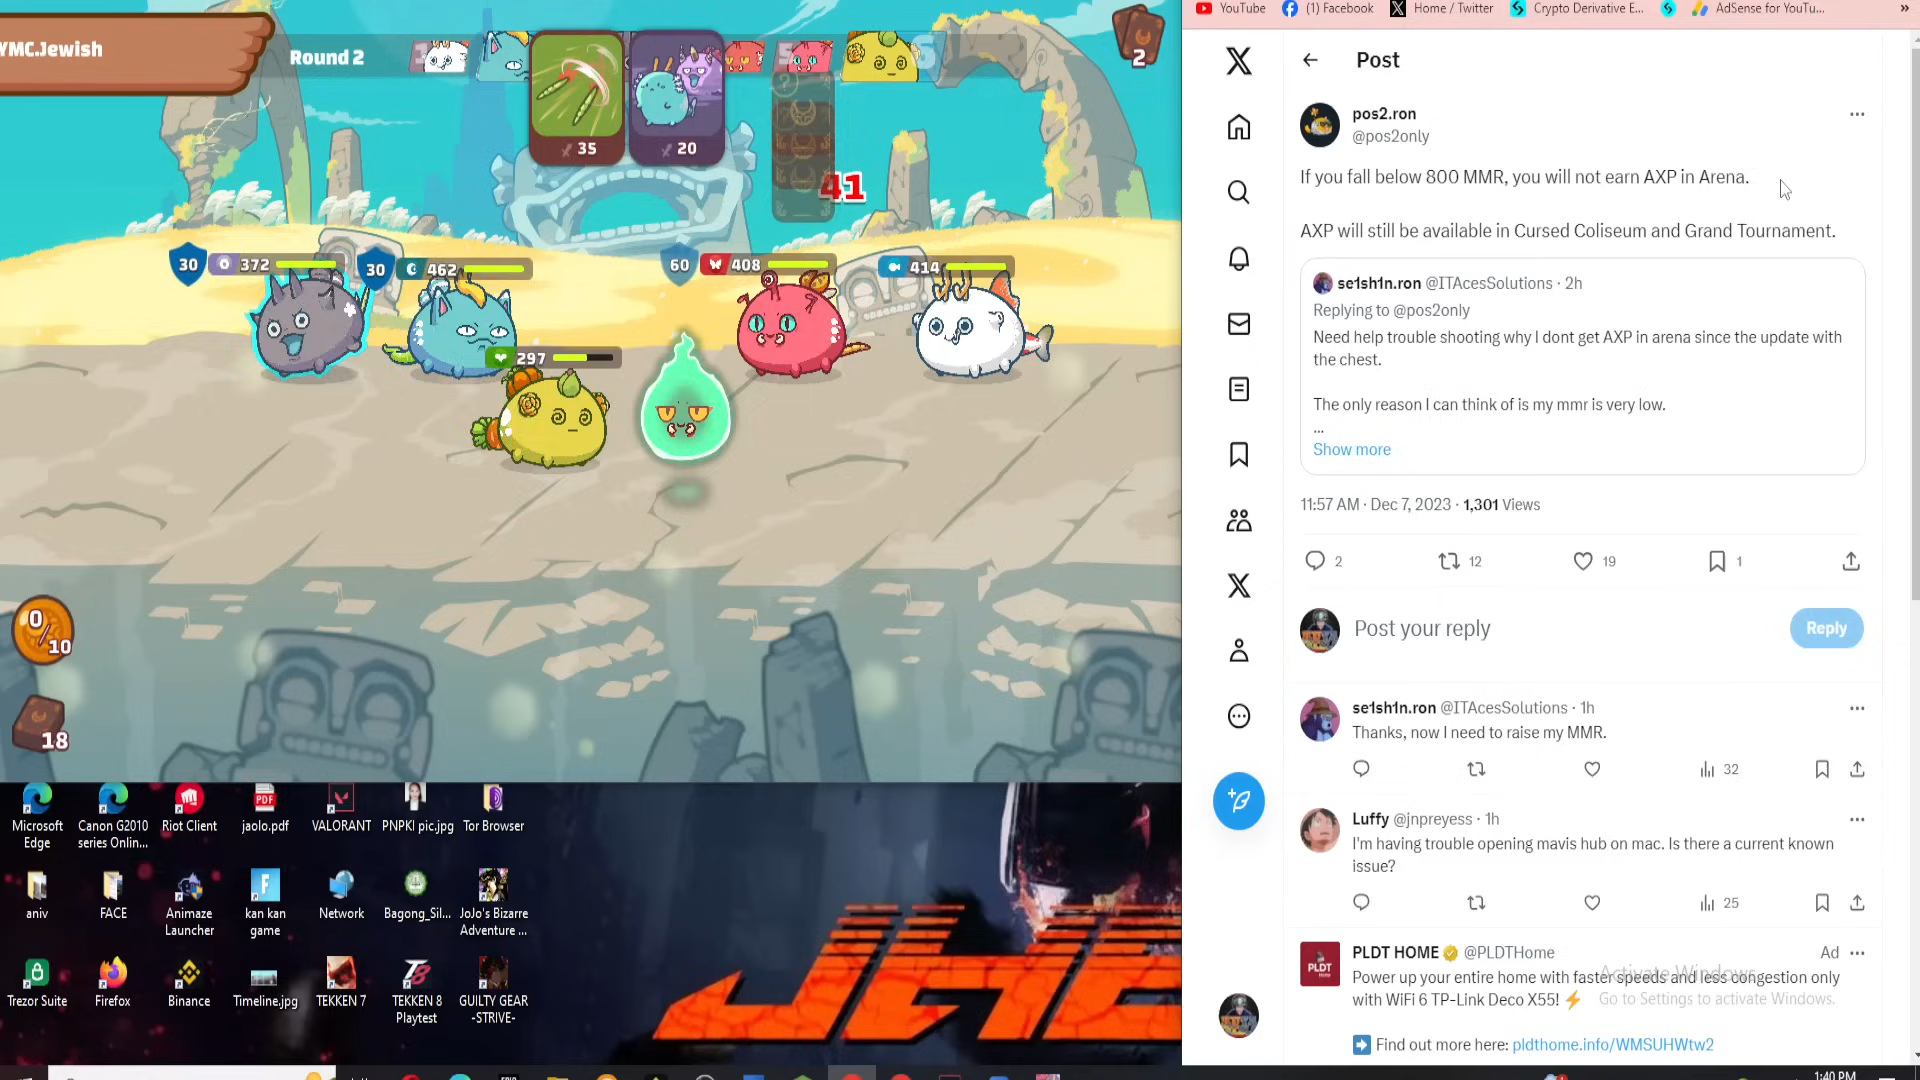 YMC.Jewish
Round 2
35
20
41
2
30
372
30
462
60
408
414
297
0/10
18
Microsoft Edge
Canon G2010 series Onlin...
Riot Client
jaolo.pdf
VALORANT
PNPKI pic.jpg
Tor Browser
aniv
FACE
Animaze Launcher
kan kan game
Network
Bagong_Sil...
JoJo's Bizarre Adventure ...
Trezor Suite
Firefox
Binance
Timeline.jpg
TEKKEN 7
TEKKEN 8 Playtest
GUILTY GEAR -STRIVE-
YouTube
(1) Facebook
Home / Twitter
Crypto Derivative E...
AdSense for YouTu...
»
Post
pos2.ron
@pos2only
If you fall below 800 MMR, you will not earn AXP in Arena.
AXP will still be available in Cursed Coliseum and Grand Tournament.
se1sh1n.ron @ITAcesSolutions · 2h
Replying to @pos2only
Need help trouble shooting why I dont get AXP in arena since the update with
the chest.
The only reason I can think of is my mmr is very low.
...
Show more
11:57 AM · Dec 7, 2023 · 1,301 Views
2
12
19
1
Post your reply
Reply
se1sh1n.ron @ITAcesSolutions · 1h
Thanks, now I need to raise my MMR.
32
Luffy @jnpreyess · 1h
I'm having trouble opening mavis hub on mac. Is there a current known
issue?
25
PLDT
PLDT HOME @PLDTHome
Ad
Power up your entire home with faster speeds and less congestion only
with WiFi 6 TP-Link Deco X55! ⚡
Activate Windows
Go to Settings to activate Windows.
➡ Find out more here: pldthome.info/WMSUHWtw2
1:40 PM